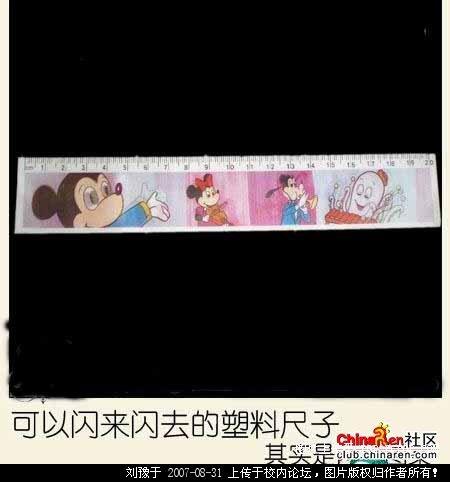 cm 1 2 3 4 5 6 7 8 9 10 11 12 13 14 15 16 17 18 19 20
可以闪来闪去的塑料尺子
其实是
ChinaRen社区
club.chinaren.com
刘豫于 2007-08-31 上传于校内论坛，图片版权归作者所有!